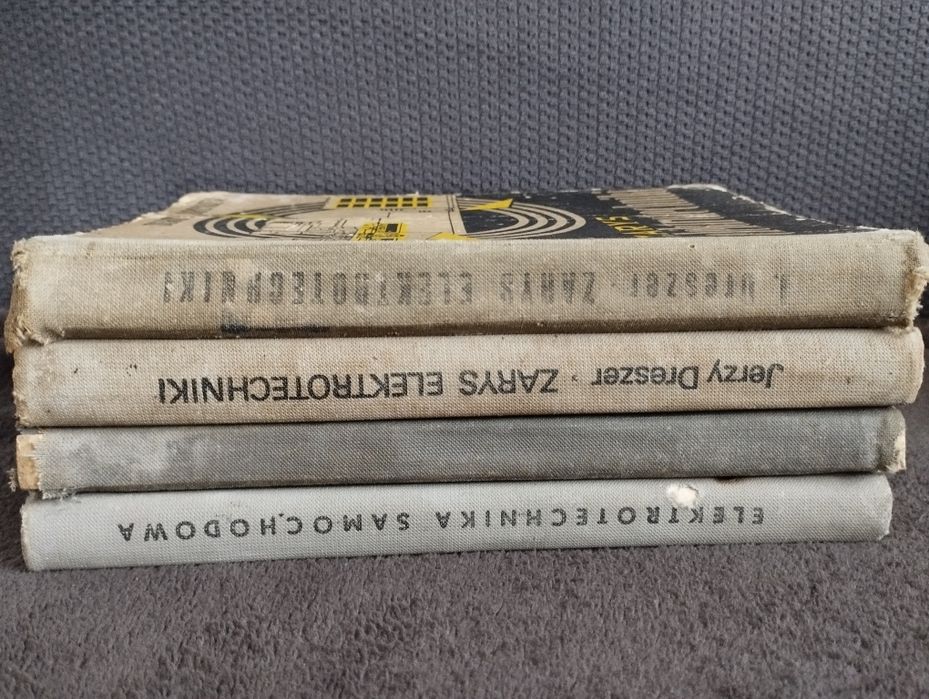 J. Dreszer · ZARYS ELEKTROTECHNIKI
Jerzy Dreszer · ZARYS ELEKTROTECHNIKI
ELEKTROTECHNIKA SAMOCHODOWA